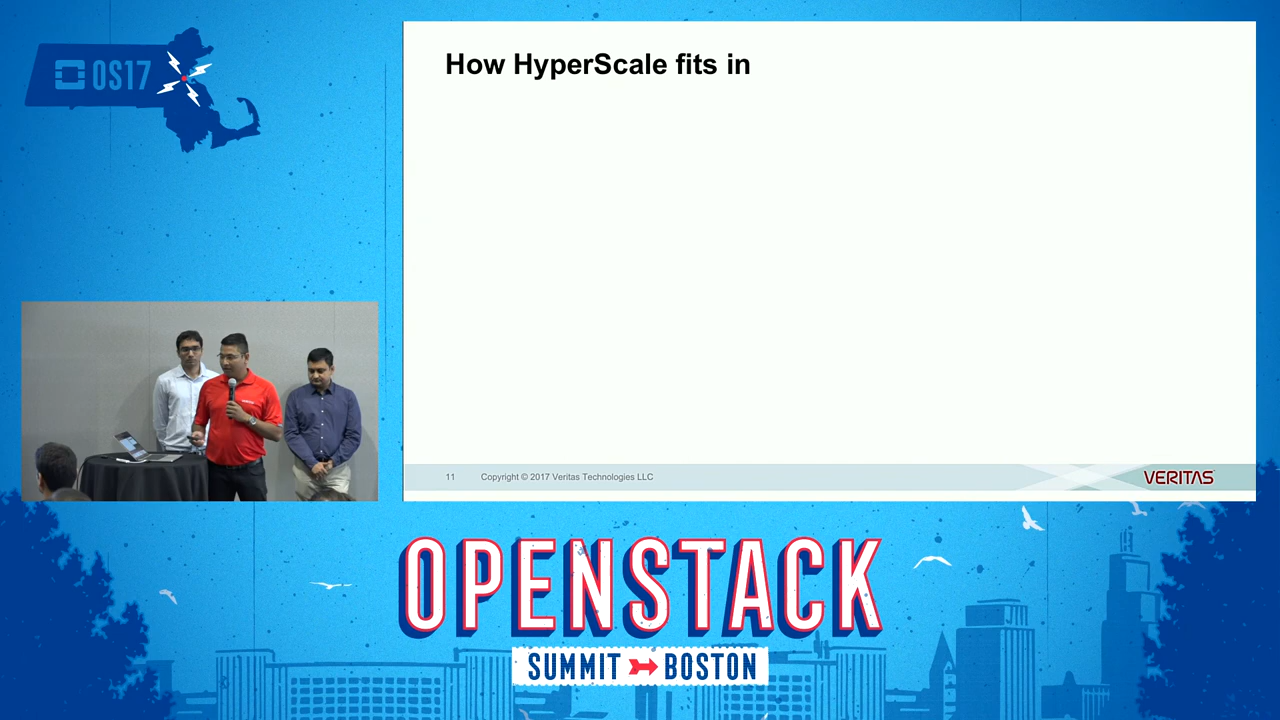 OS17
How HyperScale fits in
11 Copyright © 2017 Veritas Technologies LLC
VERITAS
OPENSTACK
SUMMIT BOSTON